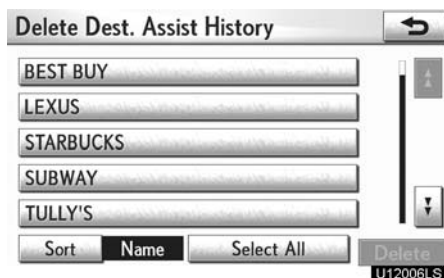 Delete Dest. Assist History
BEST BUY
LEXUS
STARBUCKS
SUBWAY
TULLY'S
Sort Name Select All Delete
U12006LS